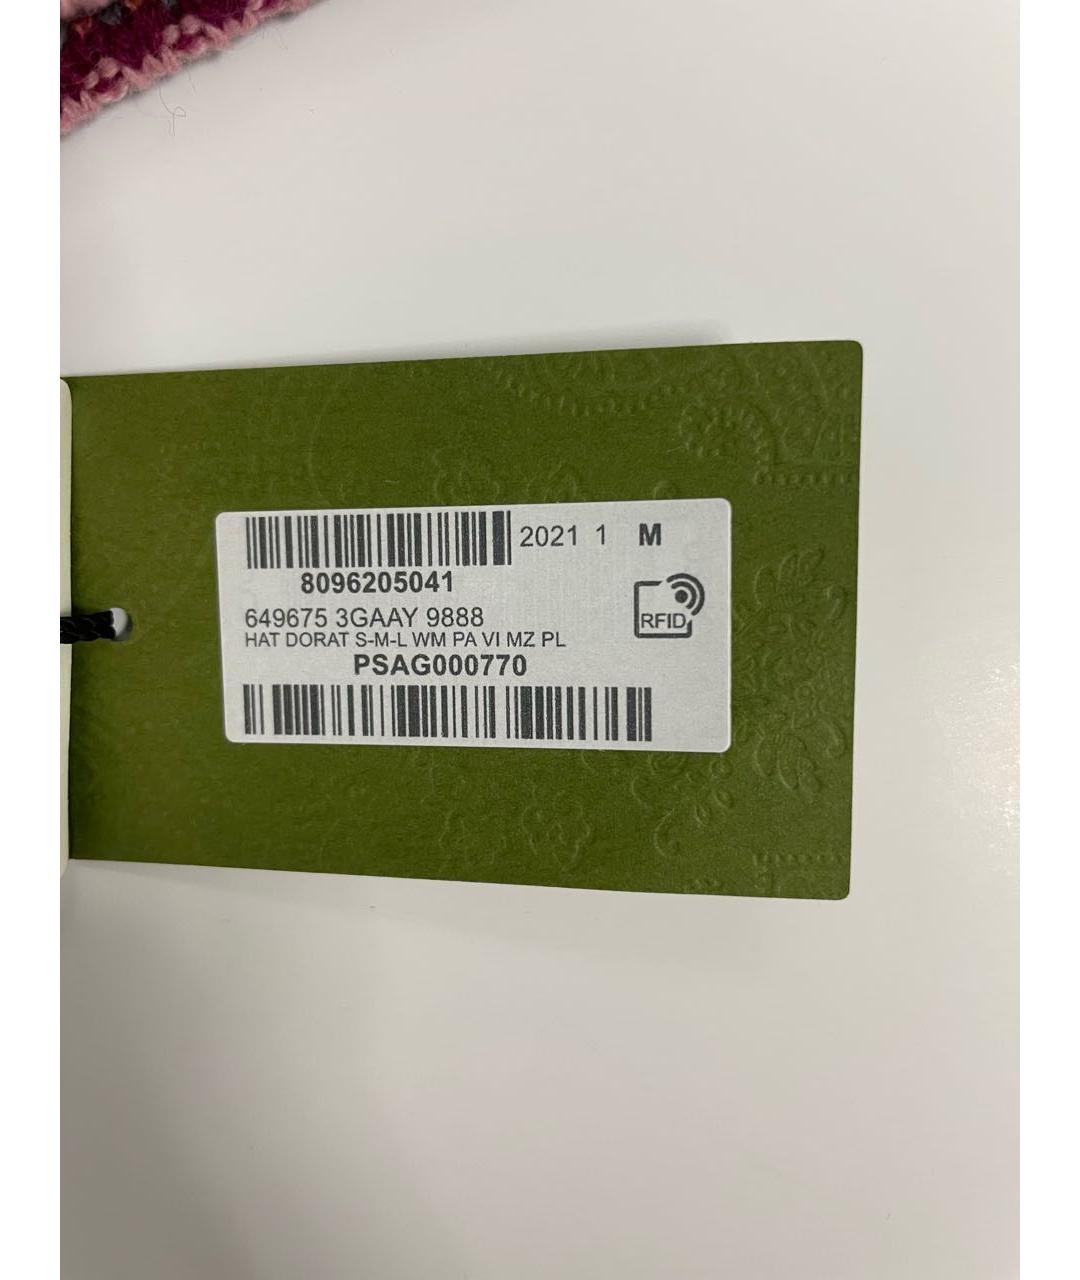 2021 1 M
8096205041
649675 3GAAY 9888
RFID
HAT DORAT S-M-L WM PA VI MZ PL
PSAG000770